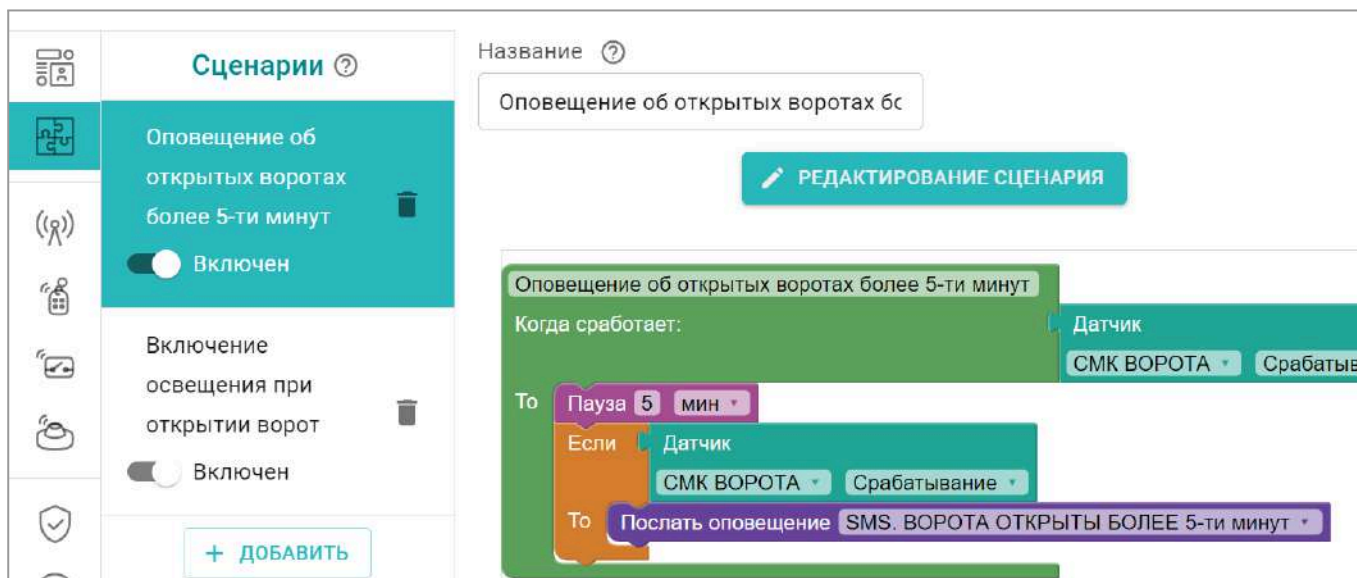 Сценарии
Оповещение об
открытых воротах
более 5-ти минут
Включен
Включение
освещения при
открытии ворот
Включен
+ ДОБАВИТЬ
Название
Оповещение об открытых воротах бо
РЕДАКТИРОВАНИЕ СЦЕНАРИЯ
Оповещение об открытых воротах более 5-ти минут
Когда сработает: Датчик
СМК ВОРОТА Срабатыв
То Пауза 5 мин
Если Датчик
СМК ВОРОТА Срабатывание
То Послать оповещение SMS. ВОРОТА ОТКРЫТЫ БОЛЕЕ 5-ти минут